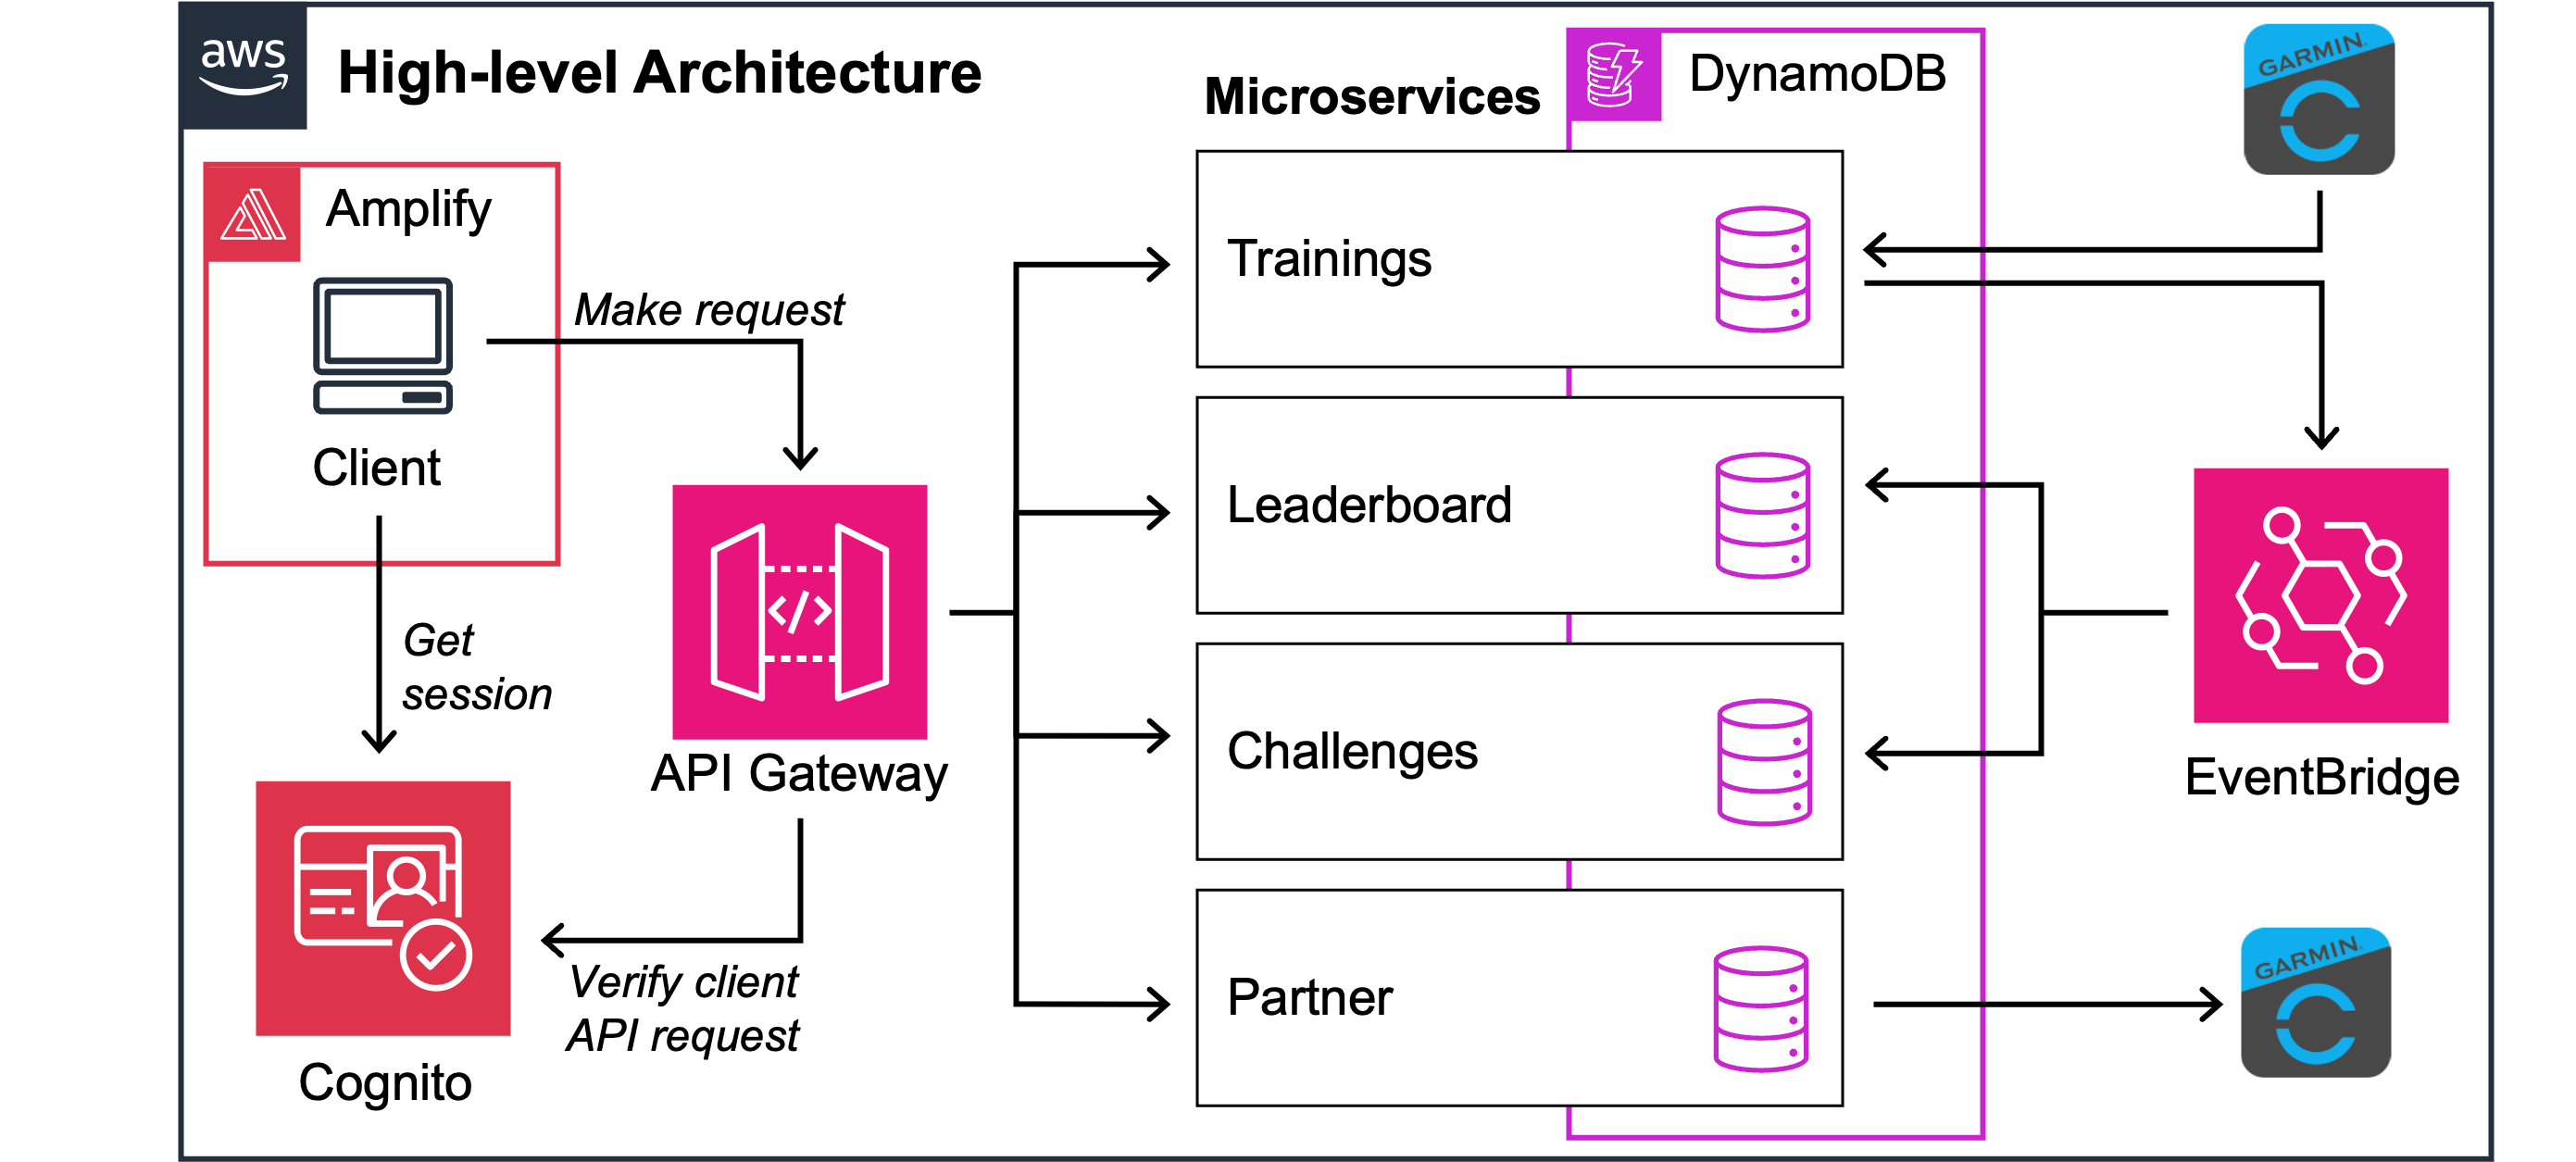 aws
High-level Architecture
Microservices
DynamoDB
GARMIN.
Amplify
Client
Make request
Get
session
</>
API Gateway
Cognito
Verify client
API request
Trainings
Leaderboard
Challenges
Partner
EventBridge
GARMIN.